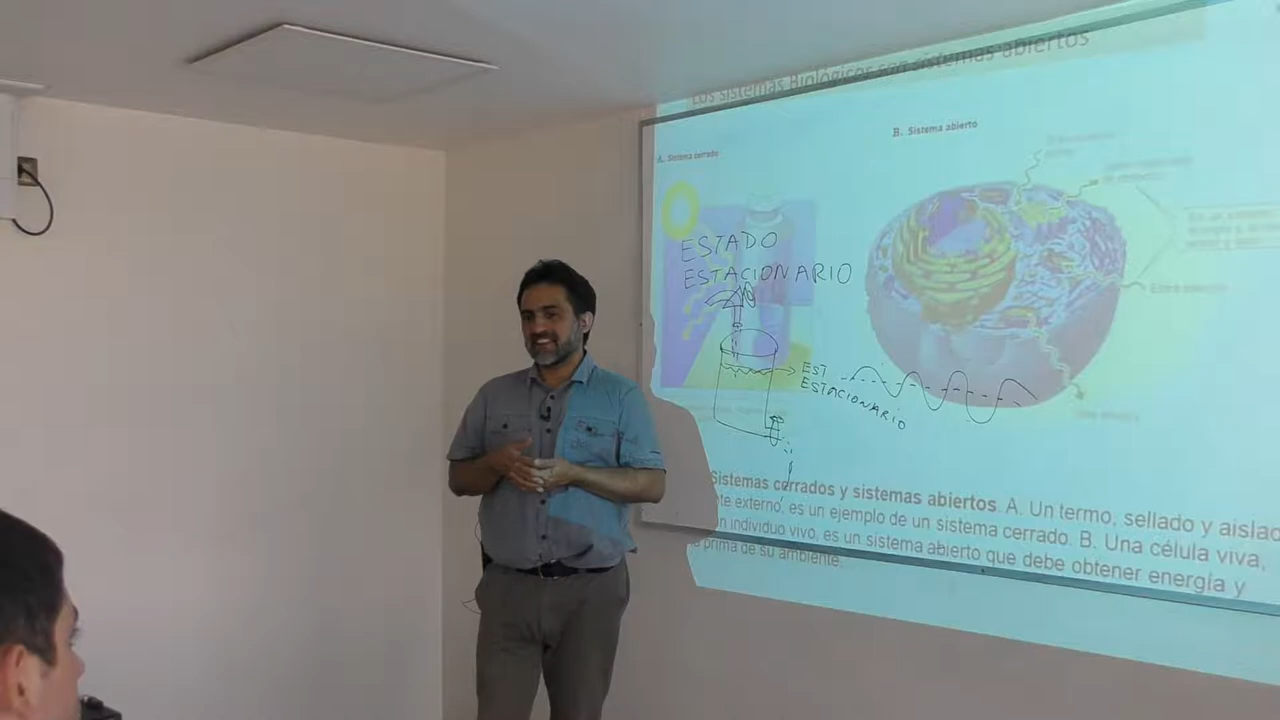 Los sistemas Biológicos son sistemas abiertos
A. Sistema cerrado
B. Sistema abierto
ESTADO
ESTACIONARIO
EST
ESTACIONARIO
Sistemas cerrados y sistemas abiertos. A. Un termo, sellado y aislad
externo, es un ejemplo de un sistema cerrado. B. Una célula viva,
n individuo vivo, es un sistema abierto que debe obtener energía y
prima de su ambiente.